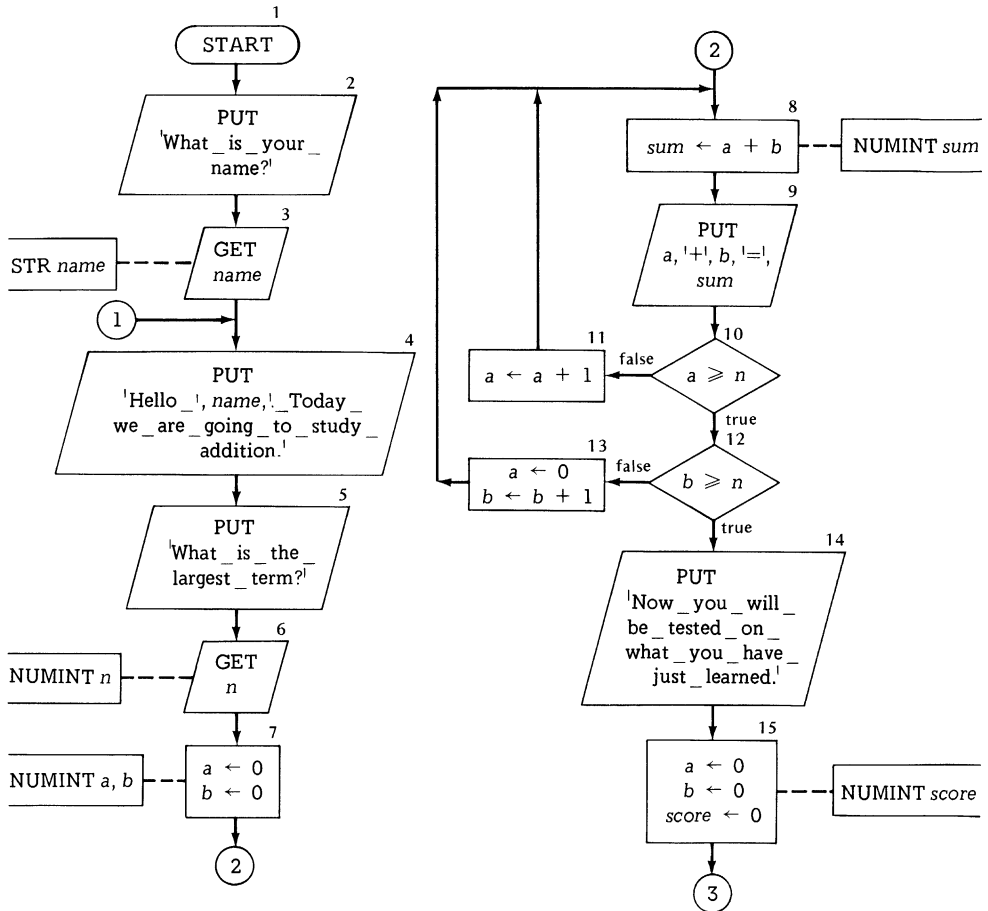 1
START
2
PUT
'What_is_your_
name?'
3
GET
name
STR name
1
4
PUT
'Hello_', name,'._Today_
we_are_going_to_study_
addition.'
5
PUT
'What_is_the_
largest_term?'
6
GET
n
NUMINT n
7
a ← 0
b ← 0
NUMINT a, b
2
2
8
sum ← a + b
NUMINT sum
9
PUT
a, '+', b, '=',
sum
10
a ⩾ n
false
11
a ← a + 1
true
12
b ⩾ n
false
13
a ← 0
b ← b + 1
true
14
PUT
'Now_you_will_
be_tested_on_
what_you_have_
just_learned.'
15
a ← 0
b ← 0
score ← 0
NUMINT score
3